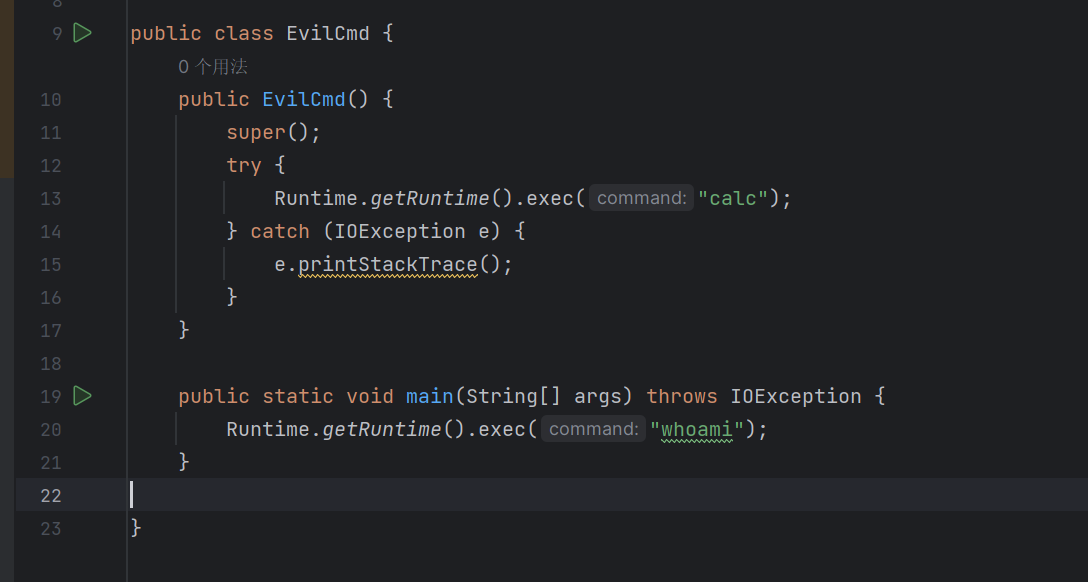 8
9 public class EvilCmd {
0 个用法
10 public EvilCmd() {
11 super();
12 try {
13 Runtime.getRuntime().exec( command: "calc");
14 } catch (IOException e) {
15 e.printStackTrace();
16 }
17 }
18
19 public static void main(String[] args) throws IOException {
20 Runtime.getRuntime().exec( command: "whoami");
21 }
22
23 }